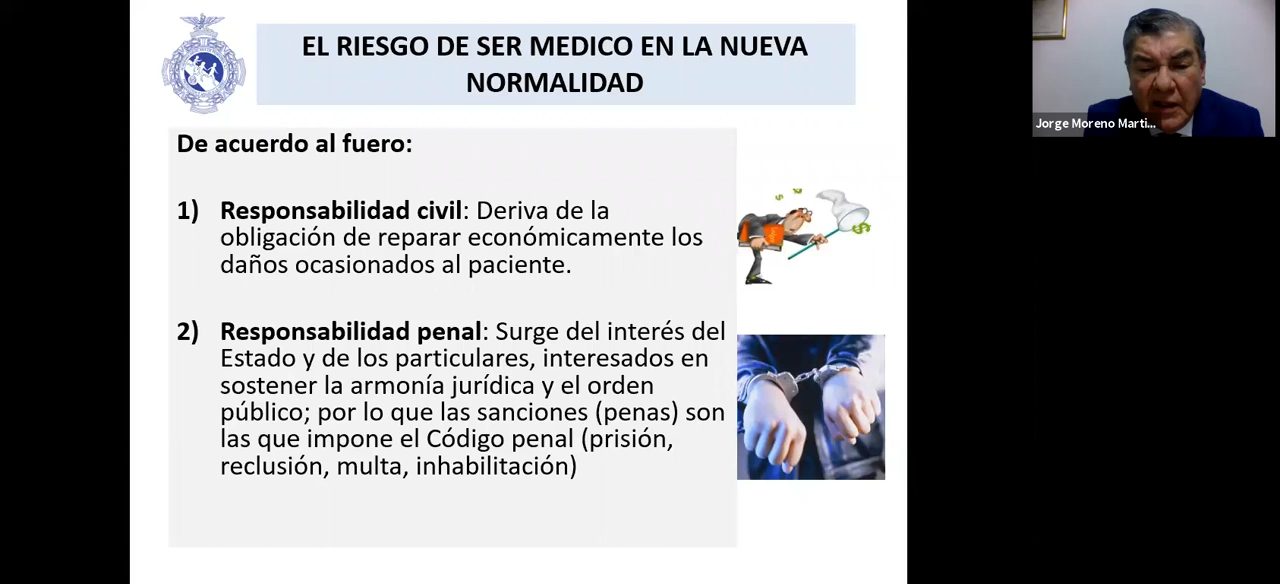 EL RIESGO DE SER MEDICO EN LA NUEVA
NORMALIDAD
Jorge Moreno Marti...
De acuerdo al fuero:
1) Responsabilidad civil: Deriva de la
obligación de reparar económicamente los
daños ocasionados al paciente.
2) Responsabilidad penal: Surge del interés del
Estado y de los particulares, interesados en
sostener la armonía jurídica y el orden
público; por lo que las sanciones (penas) son
las que impone el Código penal (prisión,
reclusión, multa, inhabilitación)
$
$